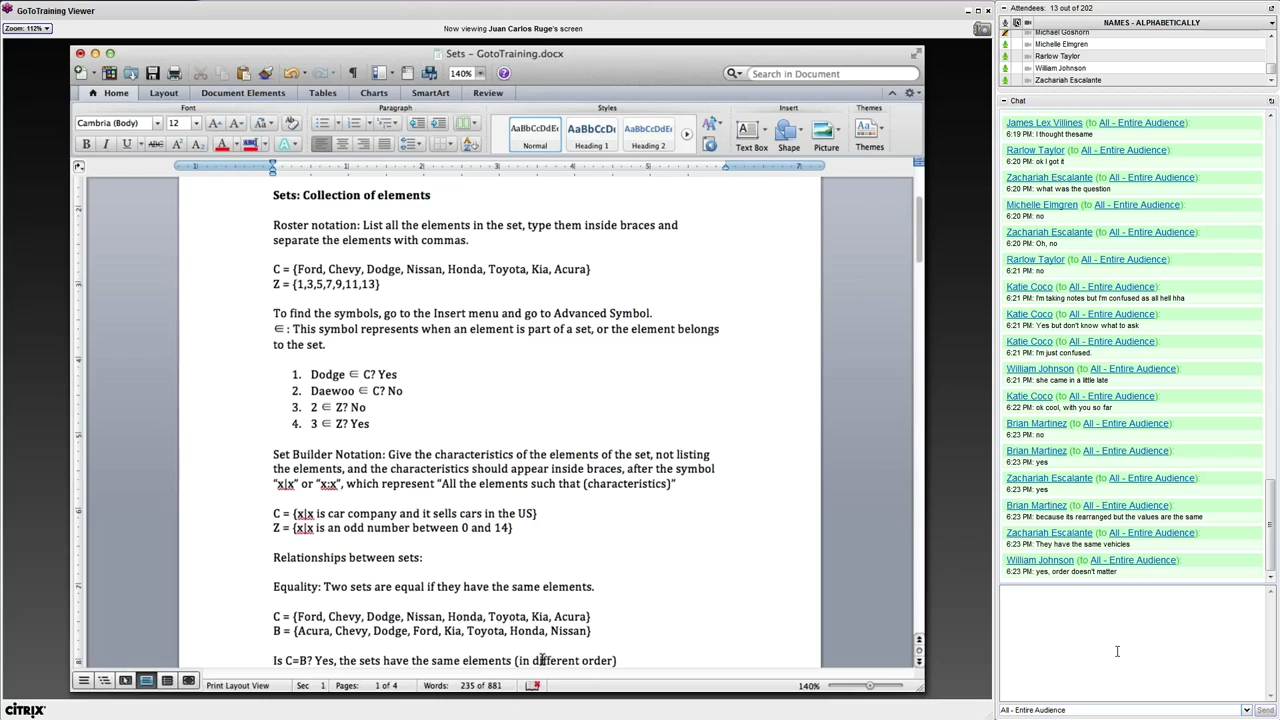 GoToTraining Viewer
Zoom: 112%
Now viewing Juan Carlos Ruge's screen
Sets – GotoTraining.docx
140%
Search in Document
Home Layout Document Elements Tables Charts SmartArt Review
Font Paragraph Styles Insert Themes
Cambria (Body) 12
AaBbCcDdEe AaBbCcDc AaBbCcDdEe
Normal Heading 1 Heading 2
Text Box Shape Picture Themes
Sets: Collection of elements
Roster notation: List all the elements in the set, type them inside braces and
separate the elements with commas.
C = {Ford, Chevy, Dodge, Nissan, Honda, Toyota, Kia, Acura}
Z = {1,3,5,7,9,11,13}
To find the symbols, go to the Insert menu and go to Advanced Symbol.
∈ : This symbol represents when an element is part of a set, or the element belongs
to the set.
1. Dodge ∈ C? Yes
2. Daewoo ∈ C? No
3. 2 ∈ Z? No
4. 3 ∈ Z? Yes
Set Builder Notation: Give the characteristics of the elements of the set, not listing
the elements, and the characteristics should appear inside braces, after the symbol
“x|x” or “x:x”, which represent “All the elements such that (characteristics)”
C = {x|x is car company and it sells cars in the US}
Z = {x|x is an odd number between 0 and 14}
Relationships between sets:
Equality: Two sets are equal if they have the same elements.
C = {Ford, Chevy, Dodge, Nissan, Honda, Toyota, Kia, Acura}
B = {Acura, Chevy, Dodge, Ford, Kia, Toyota, Honda, Nissan}
Is C=B? Yes, the sets have the same elements (in different order)
Print Layout View Sec 1 Pages: 1 of 4 Words: 235 of 881 140%
CITRIX
Attendees: 13 out of 202
NAMES - ALPHABETICALLY
Michael Goshorn
Michelle Elmgren
Rarlow Taylor
William Johnson
Zachariah Escalante
Chat
James Lex Villines (to All - Entire Audience):
6:19 PM: I thought thesame
Rarlow Taylor (to All - Entire Audience):
6:20 PM: ok I got it
Zachariah Escalante (to All - Entire Audience):
6:20 PM: what was the question
Michelle Elmgren (to All - Entire Audience):
6:20 PM: no
Zachariah Escalante (to All - Entire Audience):
6:20 PM: Oh, no
Rarlow Taylor (to All - Entire Audience):
6:21 PM: no
Katie Coco (to All - Entire Audience):
6:21 PM: I'm taking notes but I'm confused as all hell hha
Katie Coco (to All - Entire Audience):
6:21 PM: Yes but don't know what to ask
Katie Coco (to All - Entire Audience):
6:21 PM: I'm just confused.
William Johnson (to All - Entire Audience):
6:21 PM: she came in a little late
Katie Coco (to All - Entire Audience):
6:22 PM: ok cool, with you so far
Brian Martinez (to All - Entire Audience):
6:23 PM: no
Brian Martinez (to All - Entire Audience):
6:23 PM: yes
Zachariah Escalante (to All - Entire Audience):
6:23 PM: yes
Brian Martinez (to All - Entire Audience):
6:23 PM: because its rearranged but the values are the same
Zachariah Escalante (to All - Entire Audience):
6:23 PM: They have the same vehicles
William Johnson (to All - Entire Audience):
6:23 PM: yes, order doesn't matter
All - Entire Audience
Send